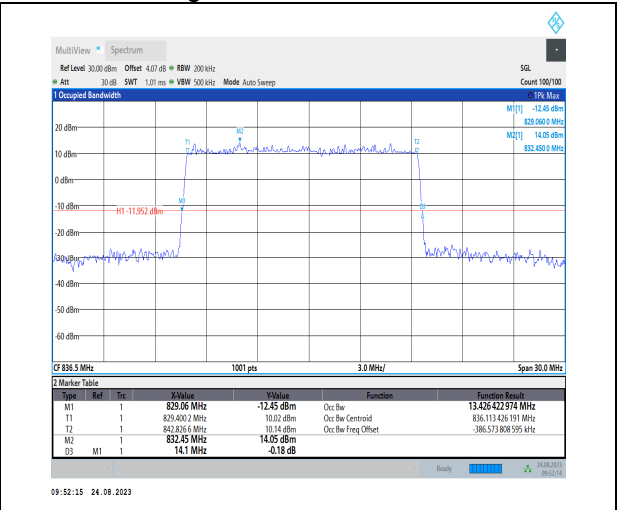 MultiView Spectrum
Ref Level 30.00 dBm Offset 4.07 dB RBW 200 kHz SGL
Att 30 dB SWT 1.01 ms VBW 500 kHz Mode Auto Sweep Count 100/100
1 Occupied Bandwidth 1Pk Max
M1[1] -12.45 dBm
829.060 0 MHz
M2[1] 14.05 dBm
832.450 0 MHz
20 dBm
M2
T1 T2
10 dBm
0 dBm
M1
-10 dBm
D3
H1 -11.952 dBm
-20 dBm
-30 dBm
-40 dBm
-50 dBm
-60 dBm
CF 836.5 MHz 1001 pts 3.0 MHz/ Span 30.0 MHz
2 Marker Table
Type Ref Trc X-Value Y-Value Function Function Result
M1 1 829.06 MHz -12.45 dBm Occ Bw 13.426 422 974 MHz
T1 1 829.400 2 MHz 10.02 dBm Occ Bw Centroid 836.113 426 191 MHz
T2 1 842.826 6 MHz 10.14 dBm Occ Bw Freq Offset -386.573 808 595 kHz
M2 1 832.45 MHz 14.05 dBm
D3 M1 1 14.1 MHz -0.18 dB
Ready 24.08.2023
09:52:14
09:52:15 24.08.2023